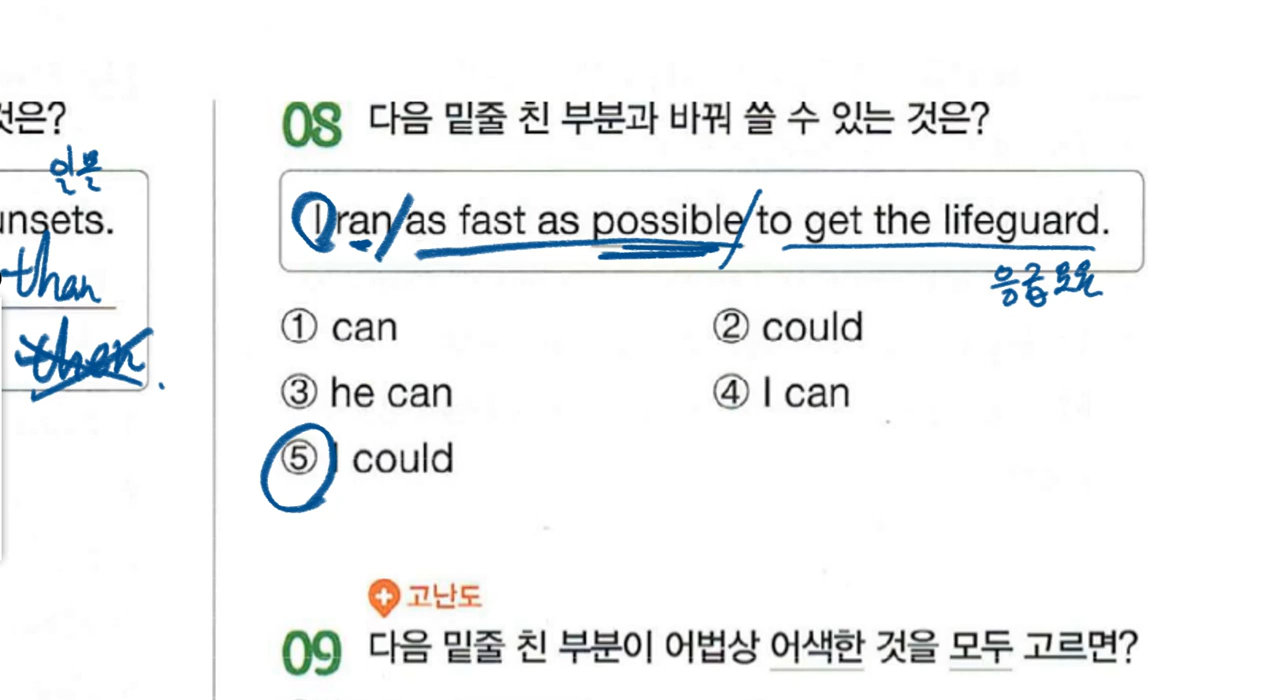 것은?
일몰
unsets.
than
then
08 다음 밑줄 친 부분과 바꿔 쓸 수 있는 것은?
I ran as fast as possible to get the lifeguard.
응급요원
① can ② could
③ he can ④ I can
⑤ I could
고난도
09 다음 밑줄 친 부분이 어법상 어색한 것을 모두 고르면?